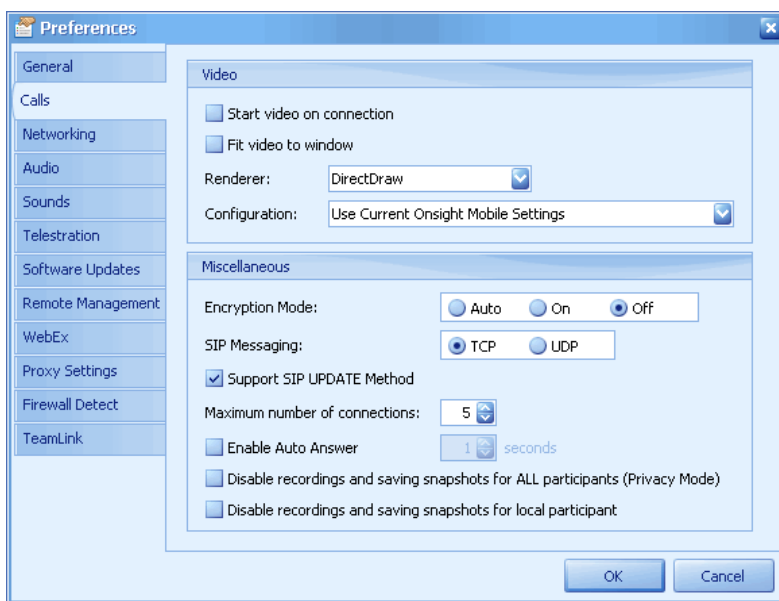 Preferences
General
Calls
Networking
Audio
Sounds
Telestration
Software Updates
Remote Management
WebEx
Proxy Settings
Firewall Detect
TeamLink
Video
Start video on connection
Fit video to window
Renderer: DirectDraw
Configuration: Use Current Onsight Mobile Settings
Miscellaneous
Encryption Mode: Auto On Off
SIP Messaging: TCP UDP
Support SIP UPDATE Method
Maximum number of connections: 5
Enable Auto Answer 1 seconds
Disable recordings and saving snapshots for ALL participants (Privacy Mode)
Disable recordings and saving snapshots for local participant
OK Cancel